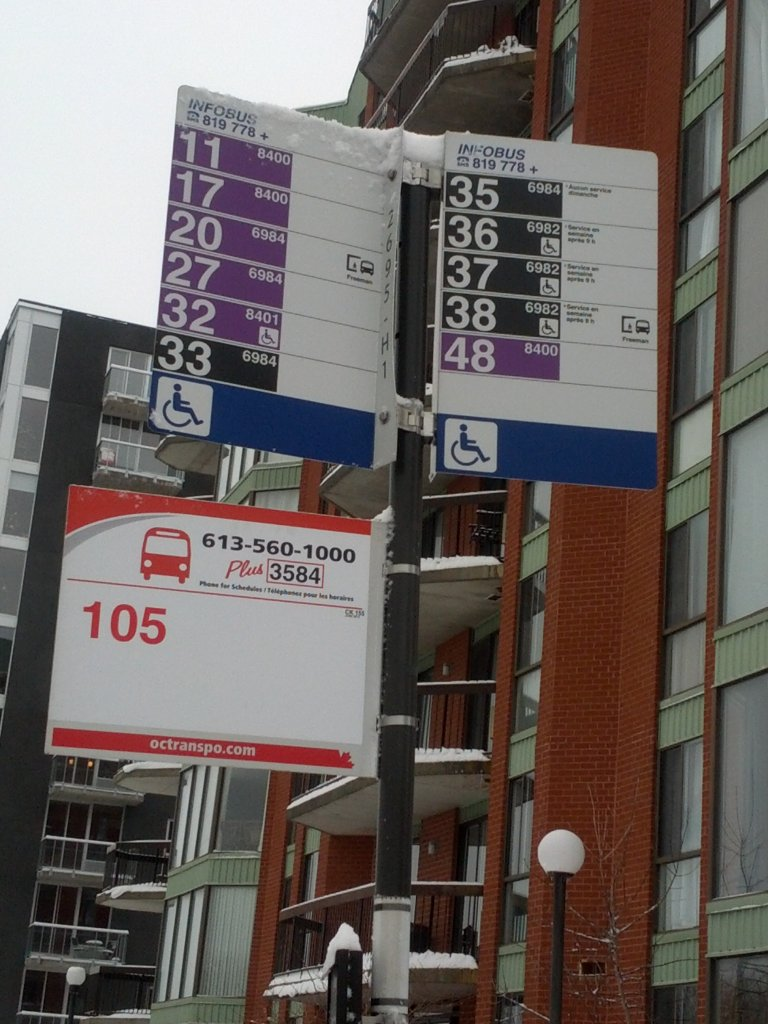 INFOBUS
819 778 +
11 8400
17 8400
20 6984
27 6984
32 8401
33 6984
Freeman
2695-H1
INFOBUS
819 778 +
35 6984 Aucun service
dimanche
36 6982 Service en
semaine
après 9 h
37 6982 Service en
semaine
après 9 h
38 6982 Service en
semaine
après 9 h
48 8400
Freeman
613-560-1000
Plus 3584
Phone for Schedules / Téléphonez pour les horaires
105
octranspo.com